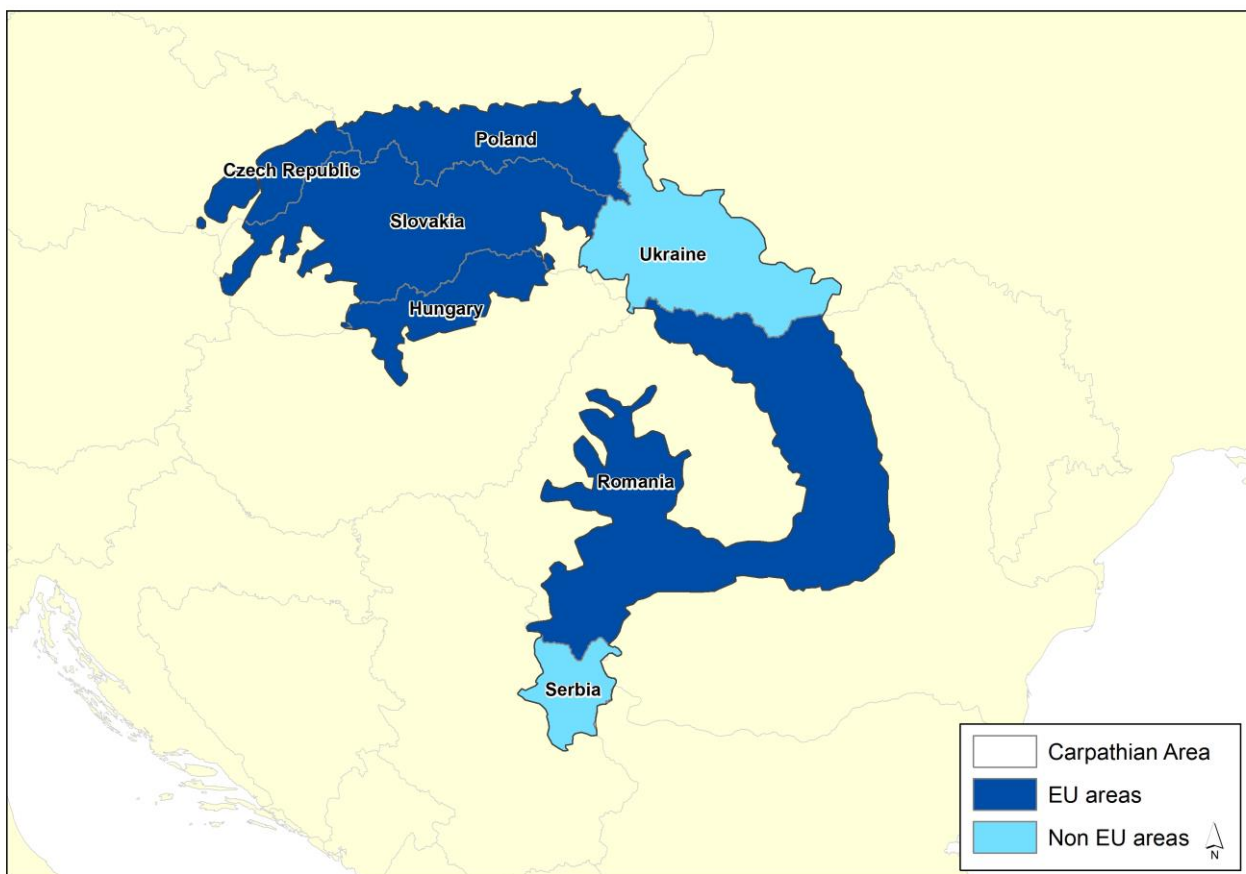 Poland
Czech Republic
Slovakia
Ukraine
Hungary
Romania
Serbia
Carpathian Area
EU areas
Non EU areas
N